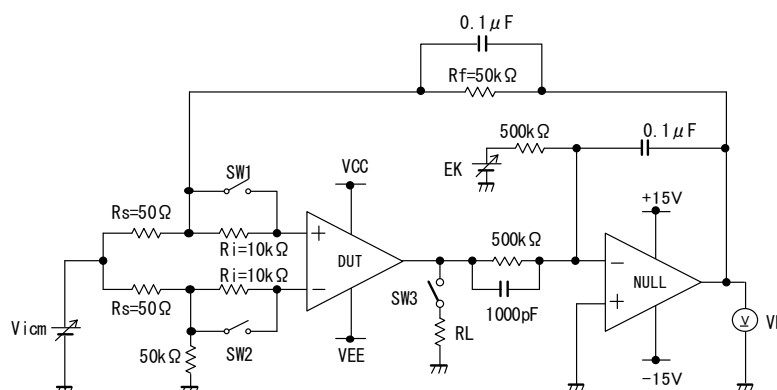 0.1μF
Rf=50kΩ
500kΩ
0.1μF
EK
SW1
VCC
+15V
Rs=50Ω
Ri=10kΩ
500kΩ
+
DUT
−
NULL
Ri=10kΩ
−
+
Rs=50Ω
SW3
1000pF
Vicm
50kΩ
SW2
VEE
RL
−15V
V